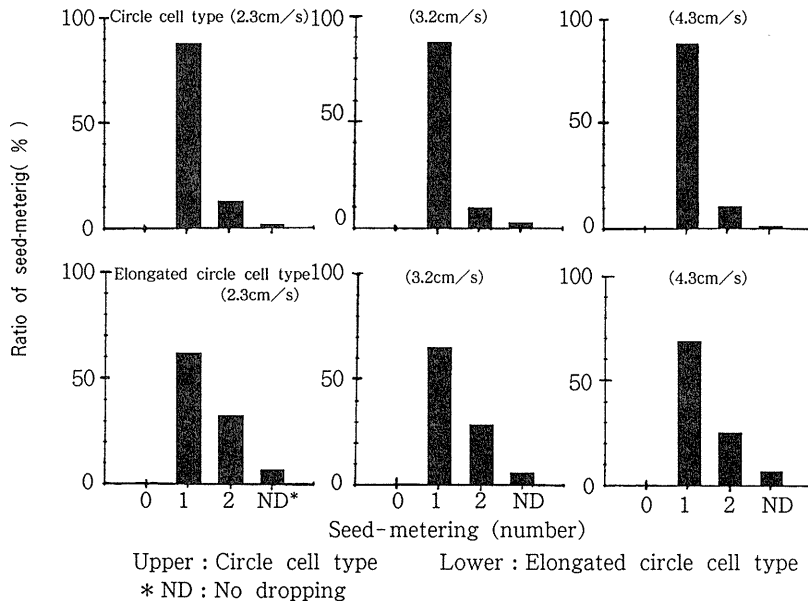 Ratio of seed-meterig( % )
100 Circle cell type (2.3cm/s)
50
0
100 (3.2cm/s)
50
0
100 (4.3cm/s)
50
0
100 Elongated circle cell type
(2.3cm/s)
50
0
0 1 2 ND*
100 (3.2cm/s)
50
0
0 1 2 ND
100 (4.3cm/s)
50
0
0 1 2 ND
Seed-metering (number)
Upper : Circle cell type Lower : Elongated circle cell type
* ND : No dropping